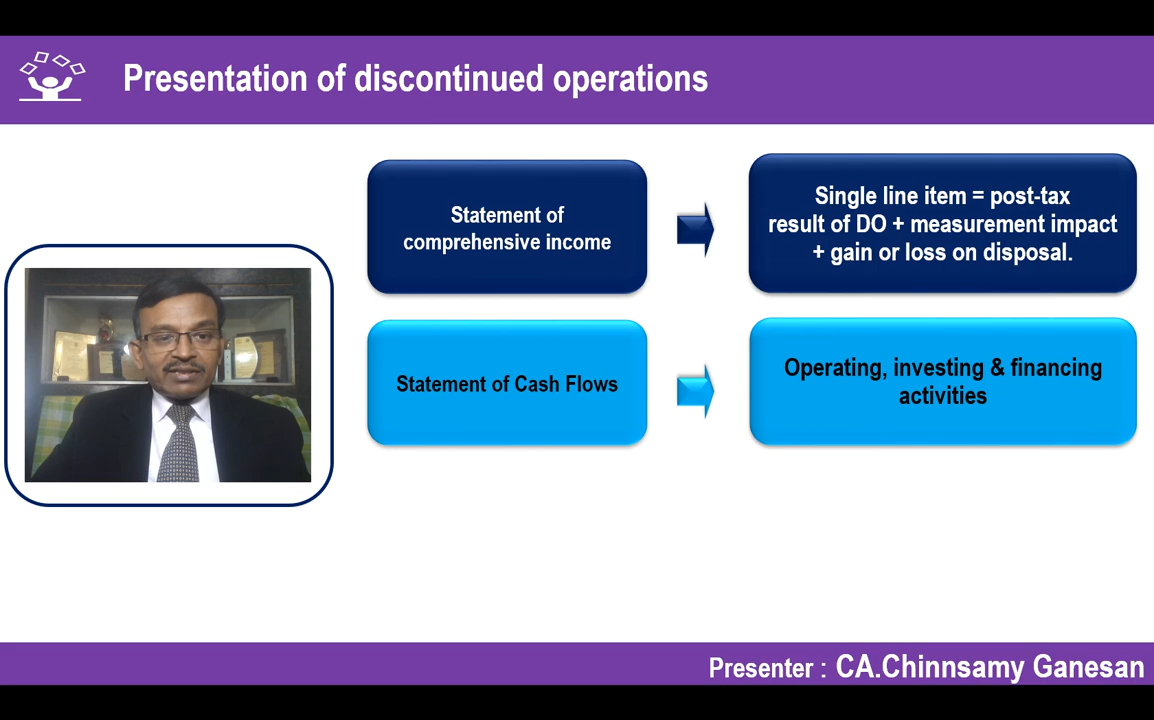 Presentation of discontinued operations
Statement of
comprehensive income
Single line item = post-tax
result of DO + measurement impact
+ gain or loss on disposal.
Statement of Cash Flows
Operating, investing & financing
activities
Presenter : CA.Chinnsamy Ganesan